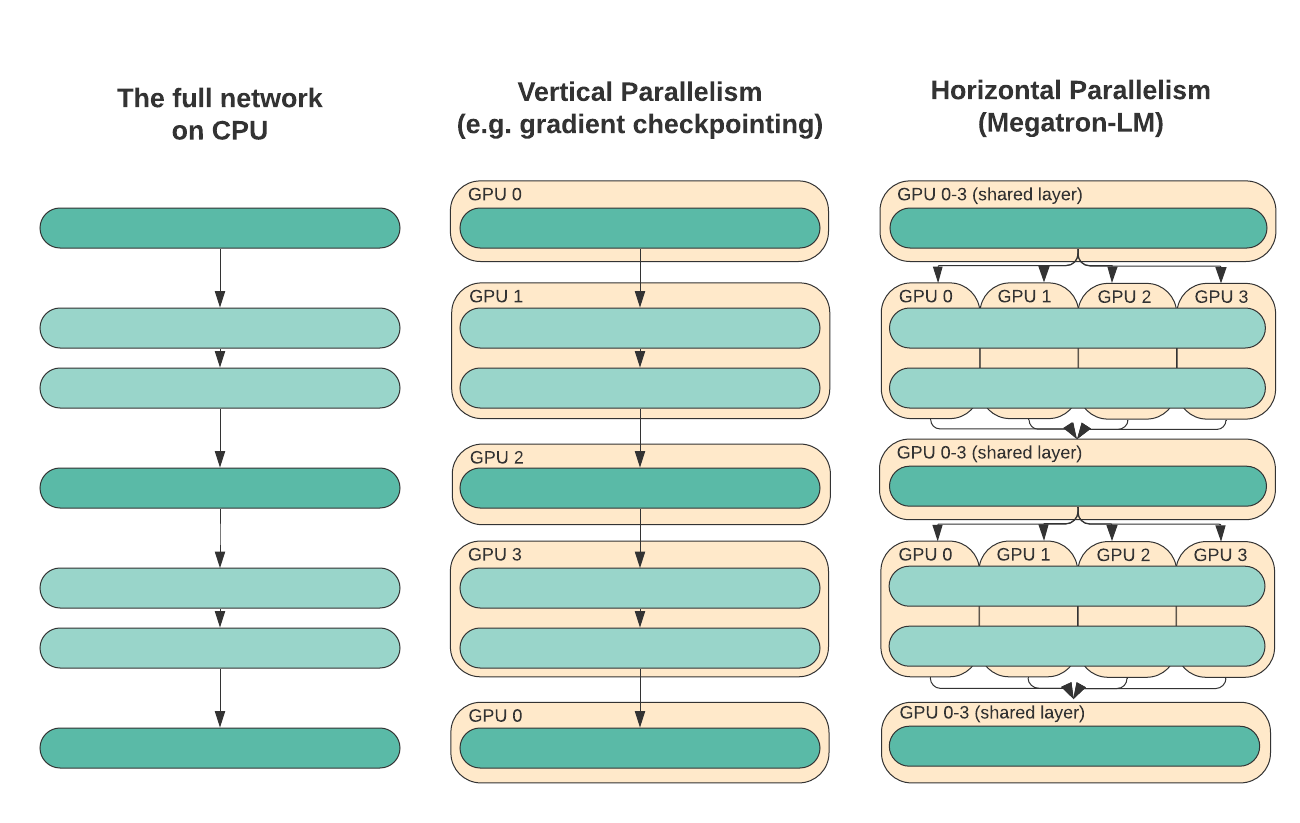 The full network
on CPU
Vertical Parallelism
(e.g. gradient checkpointing)
Horizontal Parallelism
(Megatron-LM)
GPU 0
GPU 1
GPU 2
GPU 3
GPU 0
GPU 0-3 (shared layer)
GPU 0
GPU 1
GPU 2
GPU 3
GPU 0-3 (shared layer)
GPU 0
GPU 1
GPU 2
GPU 3
GPU 0-3 (shared layer)